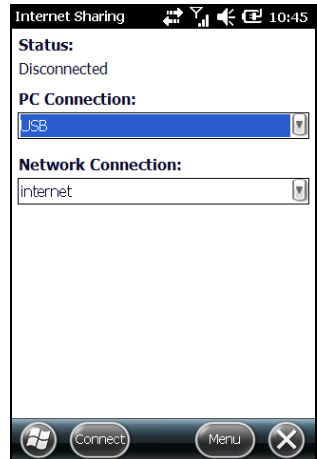 Internet Sharing 10:45
Status:
Disconnected
PC Connection:
USB
Network Connection:
internet
Connect Menu